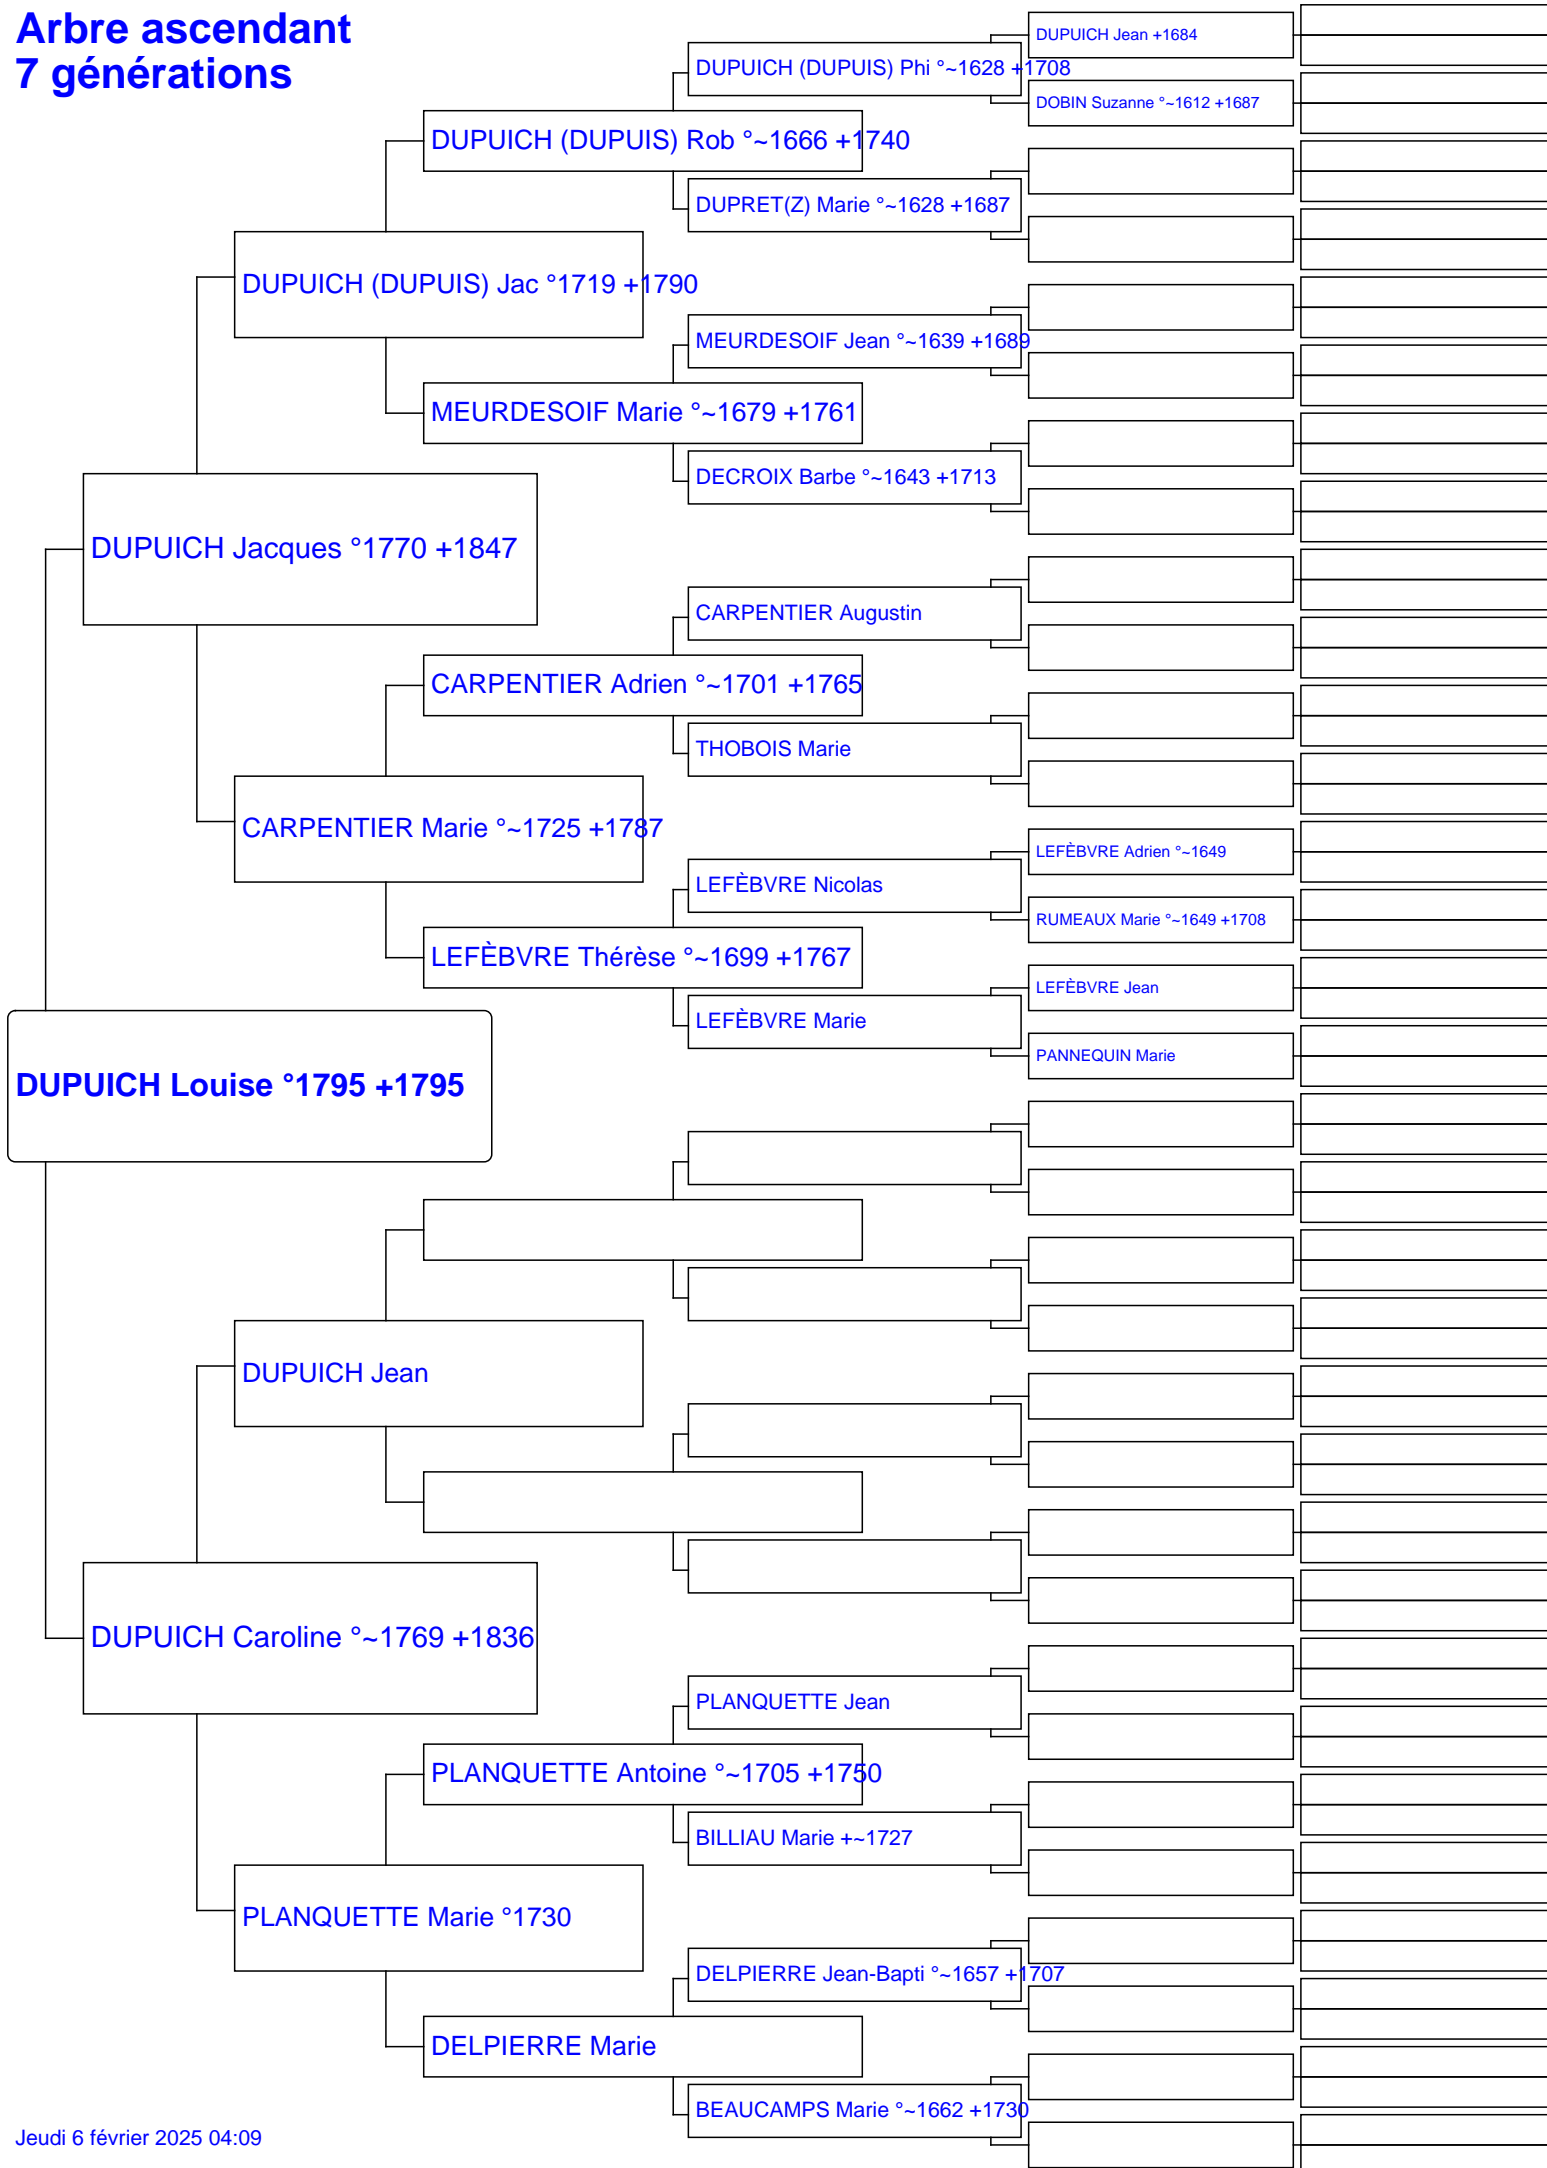 Arbre ascendant
7 générations
DUPUICH Jean +1684
DUPUICH (DUPUIS) Phi °~1628 +1708
DOBIN Suzanne °~1612 +1687
DUPUICH (DUPUIS) Rob °~1666 +1740
DUPRET(Z) Marie °~1628 +1687
DUPUICH (DUPUIS) Jac °1719 +1790
MEURDESOIF Jean °~1639 +1689
MEURDESOIF Marie °~1679 +1761
DECROIX Barbe °~1643 +1713
DUPUICH Jacques °1770 +1847
CARPENTIER Augustin
CARPENTIER Adrien °~1701 +1765
THOBOIS Marie
CARPENTIER Marie °~1725 +1787
LEFÈBVRE Adrien °~1649
LEFÈBVRE Nicolas
RUMEAUX Marie °~1649 +1708
LEFÈBVRE Thérèse °~1699 +1767
LEFÈBVRE Jean
LEFÈBVRE Marie
PANNEQUIN Marie
DUPUICH Louise °1795 +1795
DUPUICH Jean
DUPUICH Caroline °~1769 +1836
PLANQUETTE Jean
PLANQUETTE Antoine °~1705 +1750
BILLIAU Marie +~1727
PLANQUETTE Marie °1730
DELPIERRE Jean-Bapti °~1657 +1707
DELPIERRE Marie
BEAUCAMPS Marie °~1662 +1730
Jeudi 6 février 2025 04:09